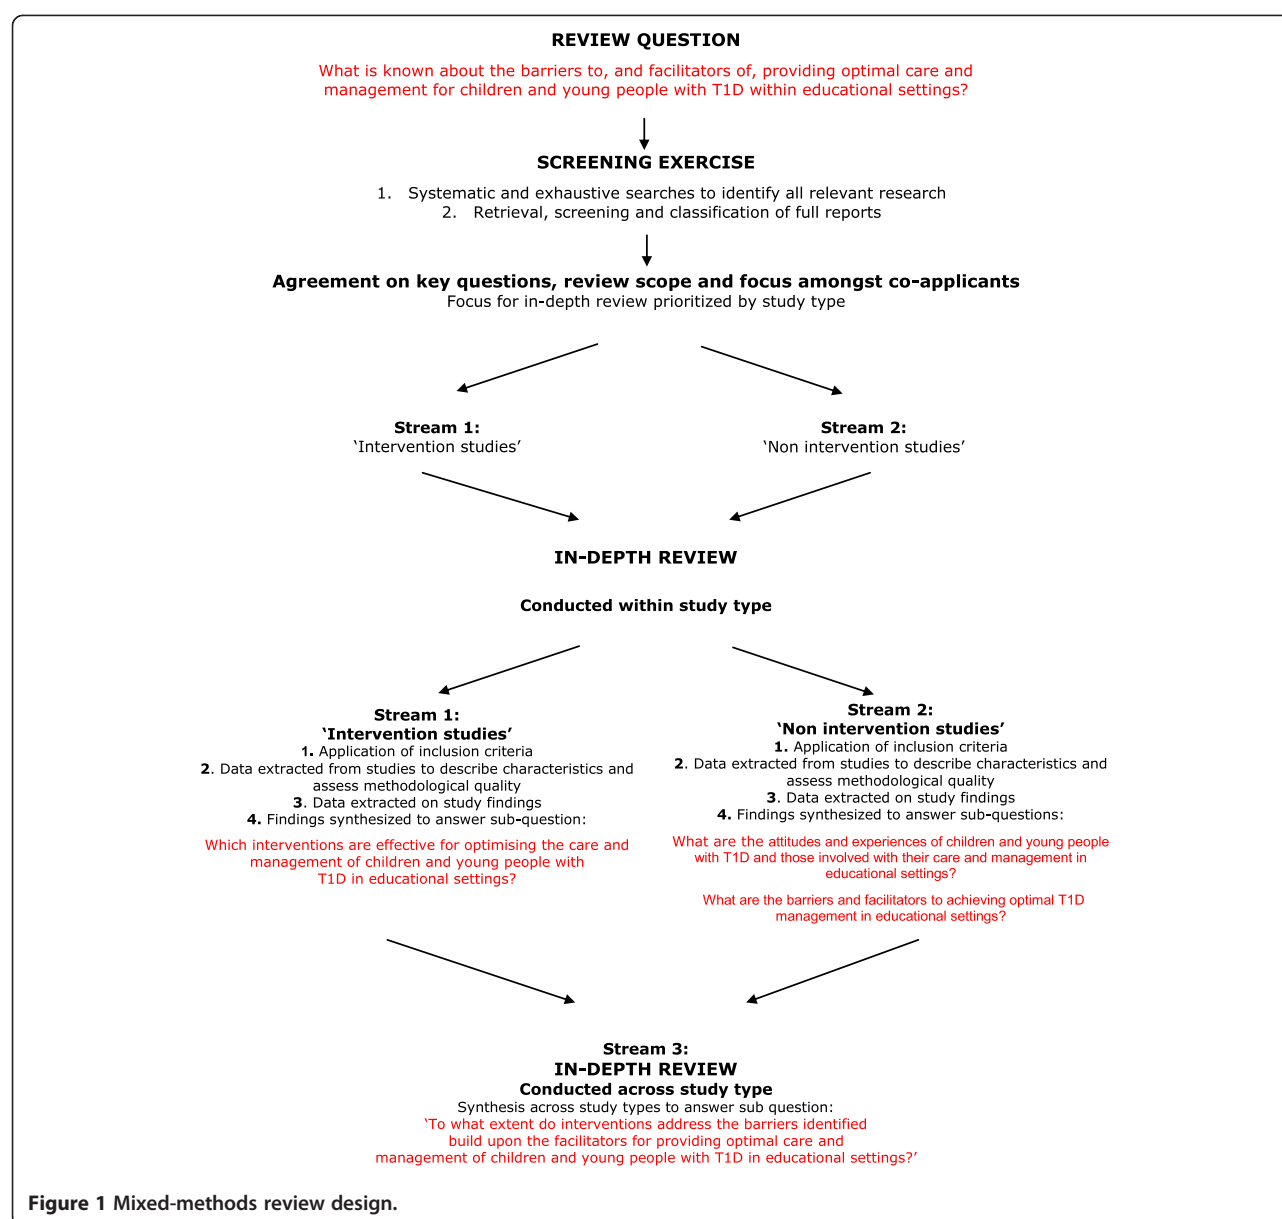 REVIEW QUESTION
What is known about the barriers to, and facilitators of, providing optimal care and
management for children and young people with T1D within educational settings?
SCREENING EXERCISE
1. Systematic and exhaustive searches to identify all relevant research
2. Retrieval, screening and classification of full reports
Agreement on key questions, review scope and focus amongst co-applicants
Focus for in-depth review prioritized by study type
Stream 1:
‘Intervention studies’
Stream 2:
‘Non intervention studies’
IN-DEPTH REVIEW
Conducted within study type
Stream 1:
‘Intervention studies’
1. Application of inclusion criteria
2. Data extracted from studies to describe characteristics and
assess methodological quality
3. Data extracted on study findings
4. Findings synthesized to answer sub-question:
Which interventions are effective for optimising the care and
management of children and young people with
T1D in educational settings?
Stream 2:
‘Non intervention studies’
1. Application of inclusion criteria
2. Data extracted from studies to describe characteristics and
assess methodological quality
3. Data extracted on study findings
4. Findings synthesized to answer sub-questions:
What are the attitudes and experiences of children and young people
with T1D and those involved with their care and management in
educational settings?
What are the barriers and facilitators to achieving optimal T1D
management in educational settings?
Stream 3:
IN-DEPTH REVIEW
Conducted across study type
Synthesis across study types to answer sub question:
‘To what extent do interventions address the barriers identified
build upon the facilitators for providing optimal care and
management of children and young people with T1D in educational settings?’
Figure 1 Mixed-methods review design.